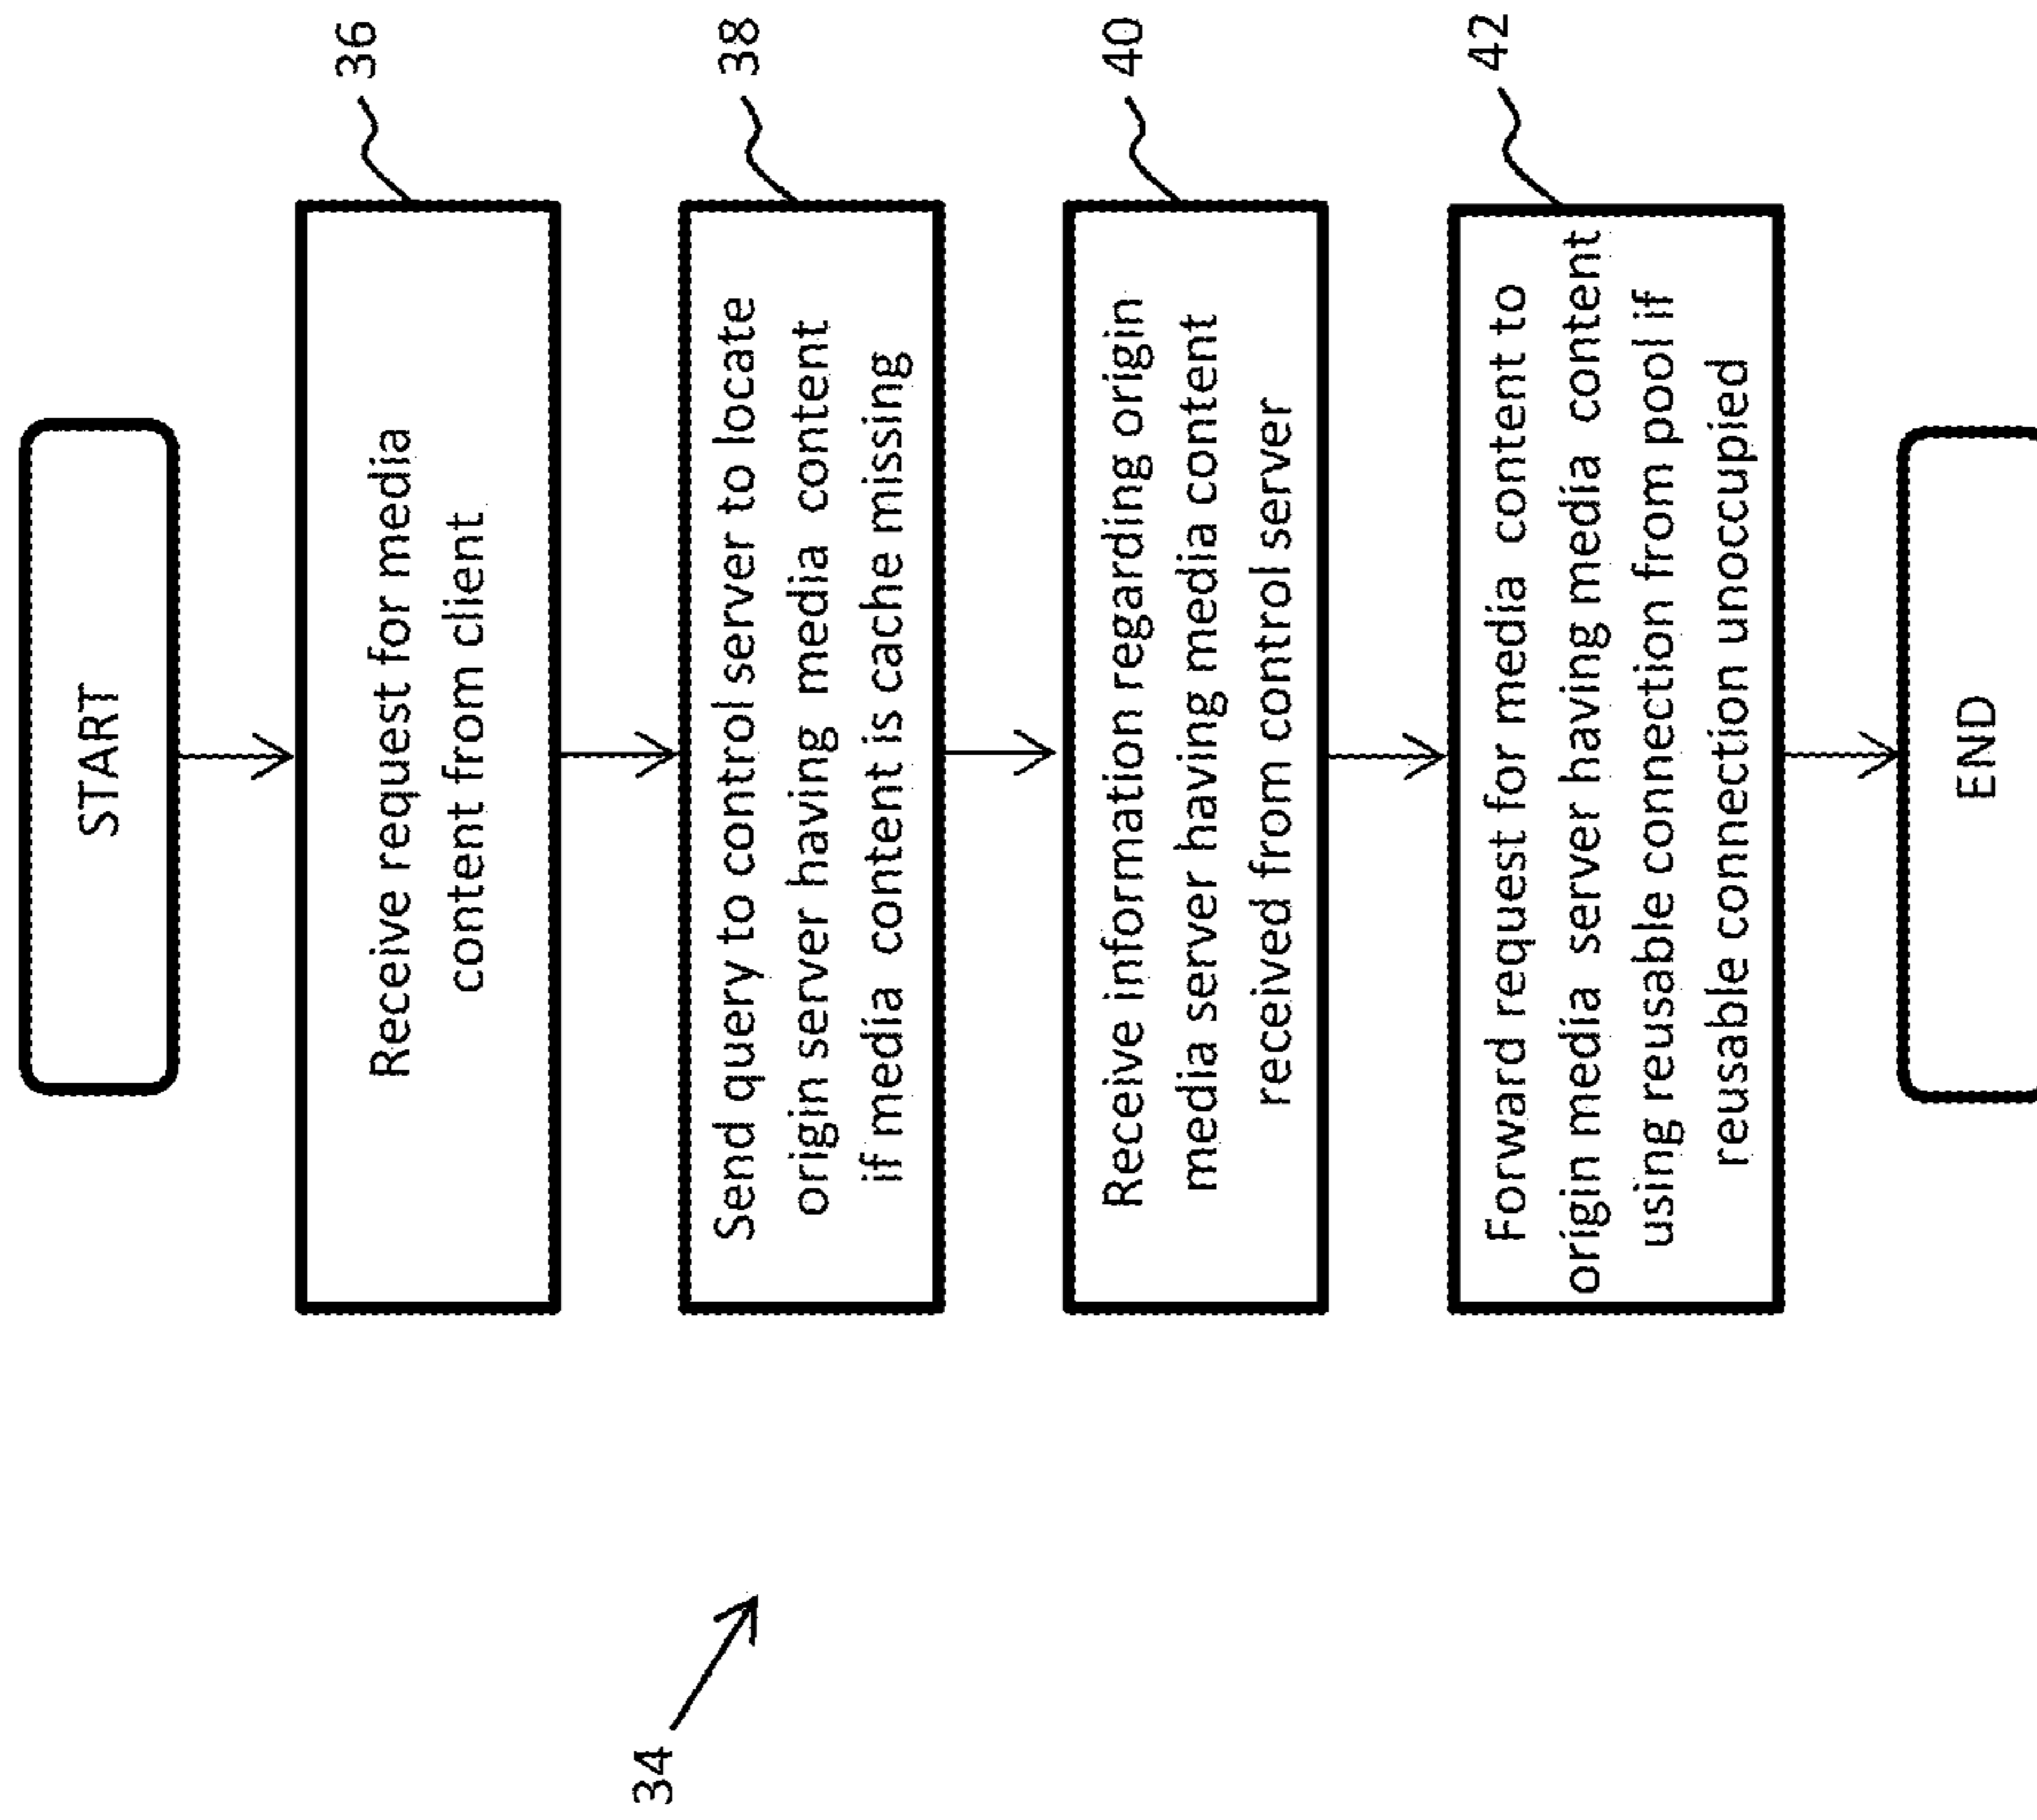 START
36
Receive request for media
content from client
38
Send query to control server to locate
origin server having media content
if media content is cache missing
34
40
Receive information regarding origin
media server having media content
received from control server
42
Forward request for media content to
origin media server having media content
using reusable connection from pool if
reusable connection unoccupied
END